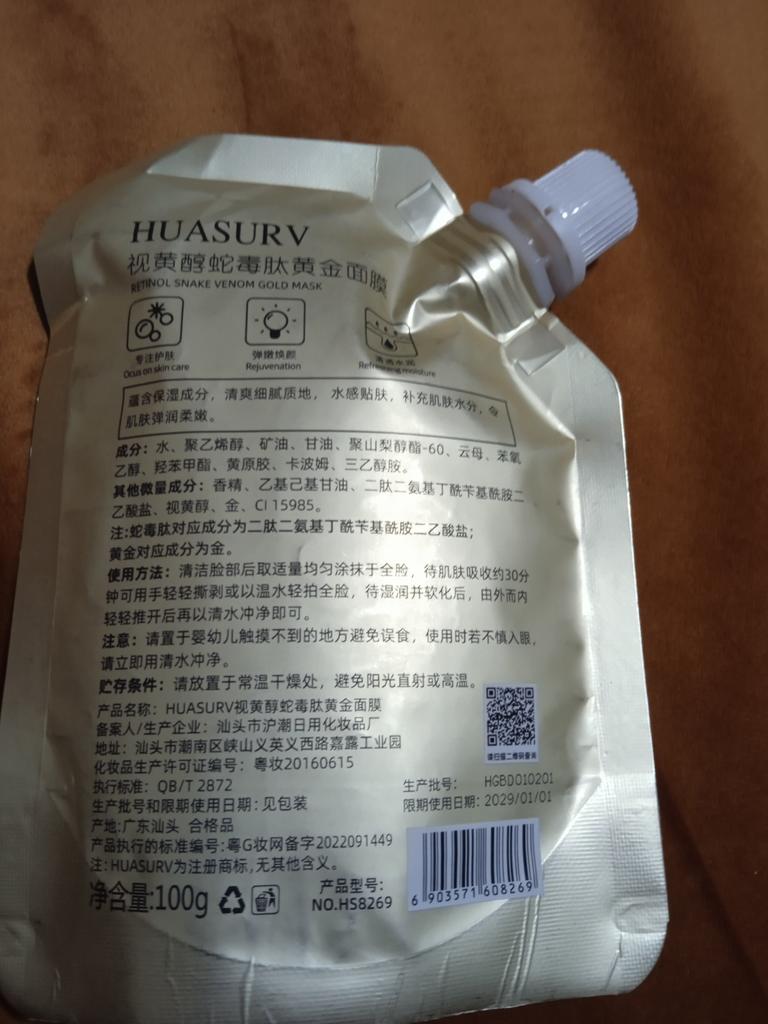 HUASURV
视黄醇蛇毒肽黄金面膜
RETINOL SNAKE VENOM GOLD MASK
专注护肤
Ocus on skin care
弹嫩焕颜
Rejuvenation
清透水润
Refreshing moisture
蕴含保湿成分，清爽细腻质地， 水感贴肤，补充肌肤水分，令
肌肤弹润柔嫩。
成分：水、聚乙烯醇、矿油、甘油、聚山梨醇酯-60、云母、苯氧
乙醇、羟苯甲酯、黄原胶、卡波姆、三乙醇胺。
其他微量成分：香精、乙基己基甘油、二肽二氨基丁酰苄基酰胺二
乙酸盐、视黄醇、金、CI 15985。
注:蛇毒肽对应成分为二肽二氨基丁酰苄基酰胺二乙酸盐；
黄金对应成分为金。
使用方法：清洁脸部后取适量均匀涂抹于全脸，待肌肤吸收约30分
钟可用手轻轻撕剥或以温水轻拍全脸，待湿润并软化后，由外而内
轻轻推开后再以清水冲净即可。
注意：请置于婴幼儿触摸不到的地方避免误食，使用时若不慎入眼，
请立即用清水冲净。
贮存条件：请放置于常温干燥处，避免阳光直射或高温。
产品名称：HUASURV视黄醇蛇毒肽黄金面膜
备案人/生产企业：汕头市沪潮日用化妆品厂
地址：汕头市潮南区峡山义英义西路嘉露工业园
化妆品生产许可证编号：粤妆20160615
执行标准：QB/T 2872
生产批号和限期使用日期:见包装
产地:广东汕头 合格品
产品执行的标准编号:粤G妆网备字2022091449
注:HUASURV为注册商标,无其他含义。
净含量:100g
产品型号：
NO.HS8269
请扫描二维码查询
生产批号： HGBD010201
限期使用日期：2029/01/01
6 903571 608269